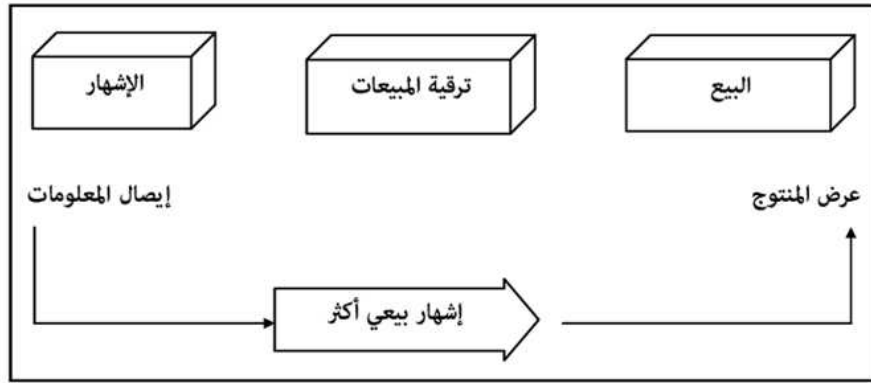 البيع
ترقية المبيعات
الإشهار
عرض المنتوج
إيصال المعلومات
إشهار بيعي أكثر